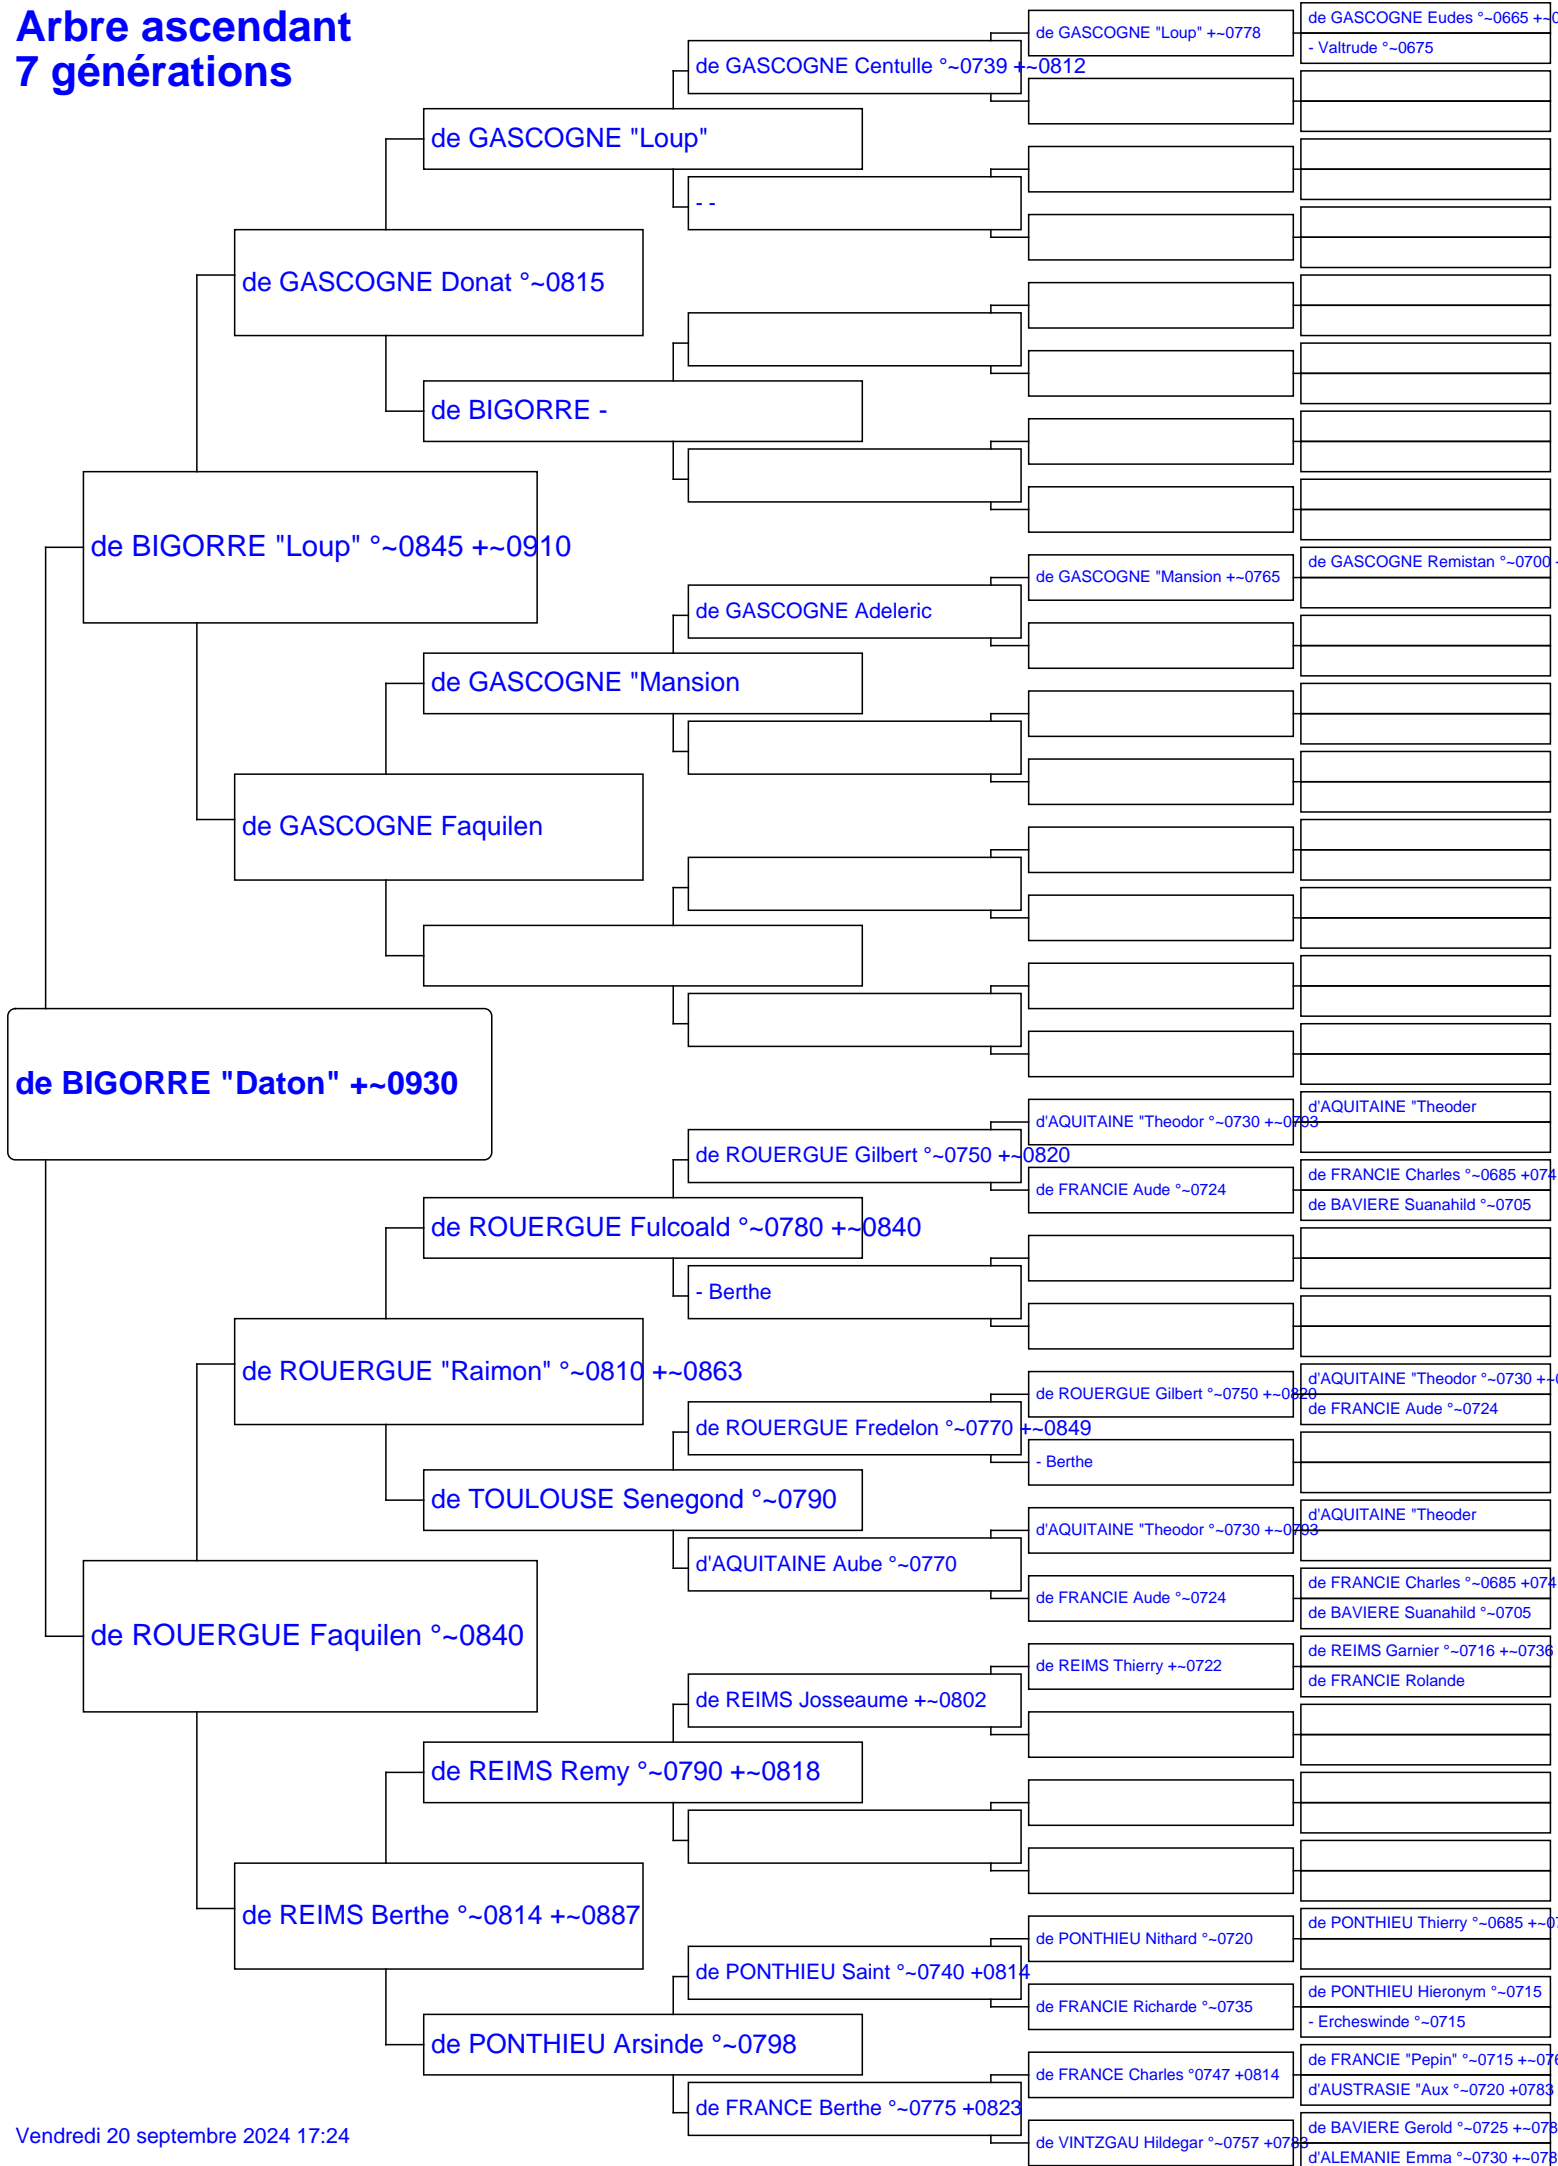 Arbre ascendant
7 générations
de BIGORRE "Daton" +~0930
de BIGORRE "Loup" °~0845 +~0910
de ROUERGUE Faquilen °~0840
de GASCOGNE Donat °~0815
de GASCOGNE Faquilen
de ROUERGUE "Raimon" °~0810 +~0863
de REIMS Berthe °~0814 +~0887
de GASCOGNE "Loup"
de BIGORRE -
de GASCOGNE "Mansion
de ROUERGUE Fulcoald °~0780 +~0840
de TOULOUSE Senegond °~0790
de REIMS Remy °~0790 +~0818
de PONTHIEU Arsinde °~0798
de GASCOGNE Centulle °~0739 +~0812
- -
de GASCOGNE Adeleric
de ROUERGUE Gilbert °~0750 +~0820
- Berthe
de ROUERGUE Fredelon °~0770 +~0849
d'AQUITAINE Aube °~0770
de REIMS Josseaume +~0802
de PONTHIEU Saint °~0740 +0814
de FRANCE Berthe °~0775 +0823
de GASCOGNE "Loup" +~0778
de GASCOGNE "Mansion +~0765
d'AQUITAINE "Theodor °~0730 +~0793
de FRANCIE Aude °~0724
de ROUERGUE Gilbert °~0750 +~0820
- Berthe
d'AQUITAINE "Theodor °~0730 +~0793
de FRANCIE Aude °~0724
de REIMS Thierry +~0722
de PONTHIEU Nithard °~0720
de FRANCIE Richarde °~0735
de FRANCE Charles °0747 +0814
de VINTZGAU Hildegar °~0757 +0783
de GASCOGNE Eudes °~0665 +~0
- Valtrude °~0675
de GASCOGNE Remistan °~0700
d'AQUITAINE "Theoder
de FRANCIE Charles °~0685 +074
de BAVIERE Suanahild °~0705
d'AQUITAINE "Theodor °~0730 +~0
de FRANCIE Aude °~0724
d'AQUITAINE "Theoder
de FRANCIE Charles °~0685 +074
de BAVIERE Suanahild °~0705
de REIMS Garnier °~0716 +~0736
de FRANCIE Rolande
de PONTHIEU Thierry °~0685 +~07
de PONTHIEU Hieronym °~0715
- Ercheswinde °~0715
de FRANCIE "Pepin" °~0715 +~076
d'AUSTRASIE "Aux °~0720 +0783
de BAVIERE Gerold °~0725 +~078
d'ALEMANIE Emma °~0730 +~078
Vendredi 20 septembre 2024 17:24